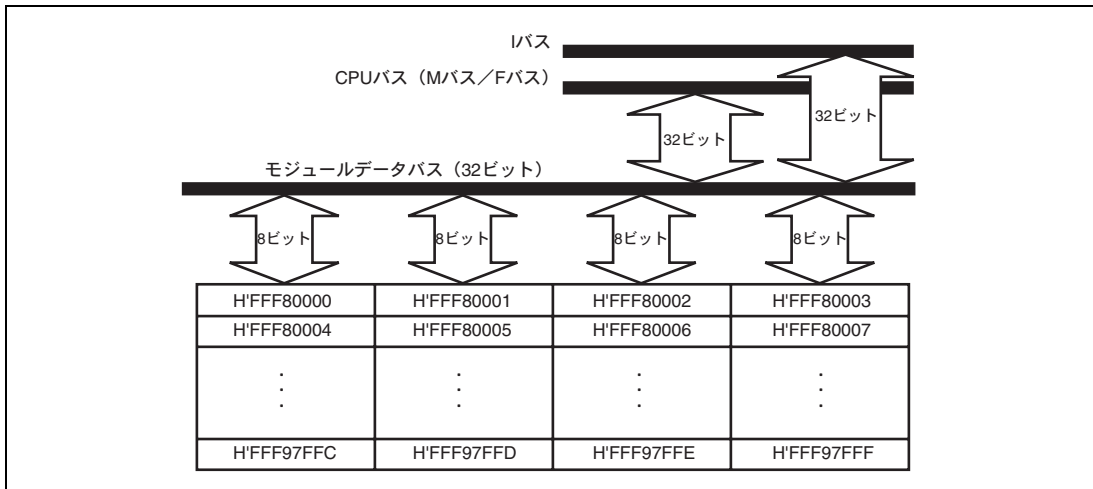 Iバス
CPUバス（Mバス／Fバス）
32ビット
32ビット
モジュールデータバス（32ビット）
8ビット 8ビット 8ビット 8ビット
H'FFF80000 H'FFF80001 H'FFF80002 H'FFF80003
H'FFF80004 H'FFF80005 H'FFF80006 H'FFF80007
H'FFF97FFC H'FFF97FFD H'FFF97FFE H'FFF97FFF